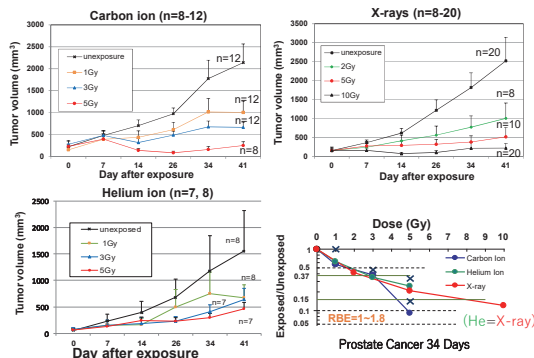 Carbon ion (n=8-12)
Tumor volume (mm3)
2500
2000
1500
1000
500
0
unexposure
1Gy
3Gy
5Gy
n=12
n=12
n=12
n=8
0 7 14 26 34 41
Day after exposure
X-rays (n=8-20)
Tumor volume (mm3)
3500
3000
2500
2000
1500
1000
500
0
unexposure
2Gy
5Gy
10Gy
n=20
n=8
n=10
n=20
0 7 14 26 34 41
Day after exposure
Helium ion (n=7, 8)
Tumor volume (mm3)
2500
2000
1500
1000
500
0
unexposed
1Gy
3Gy
5Gy
n=8
n=8
n=7
n=7
0 7 14 26 34 41
Day after exposure
Dose (Gy)
0 1 2 3 4 5 6 7 8 9 10
Exposed/Unexposed
1
0.5
0.37
0.1
0.05
Carbon Ion
Helium Ion
X-ray
RBE=1~1.8
(He=X-ray)
Prostate Cancer 34 Days